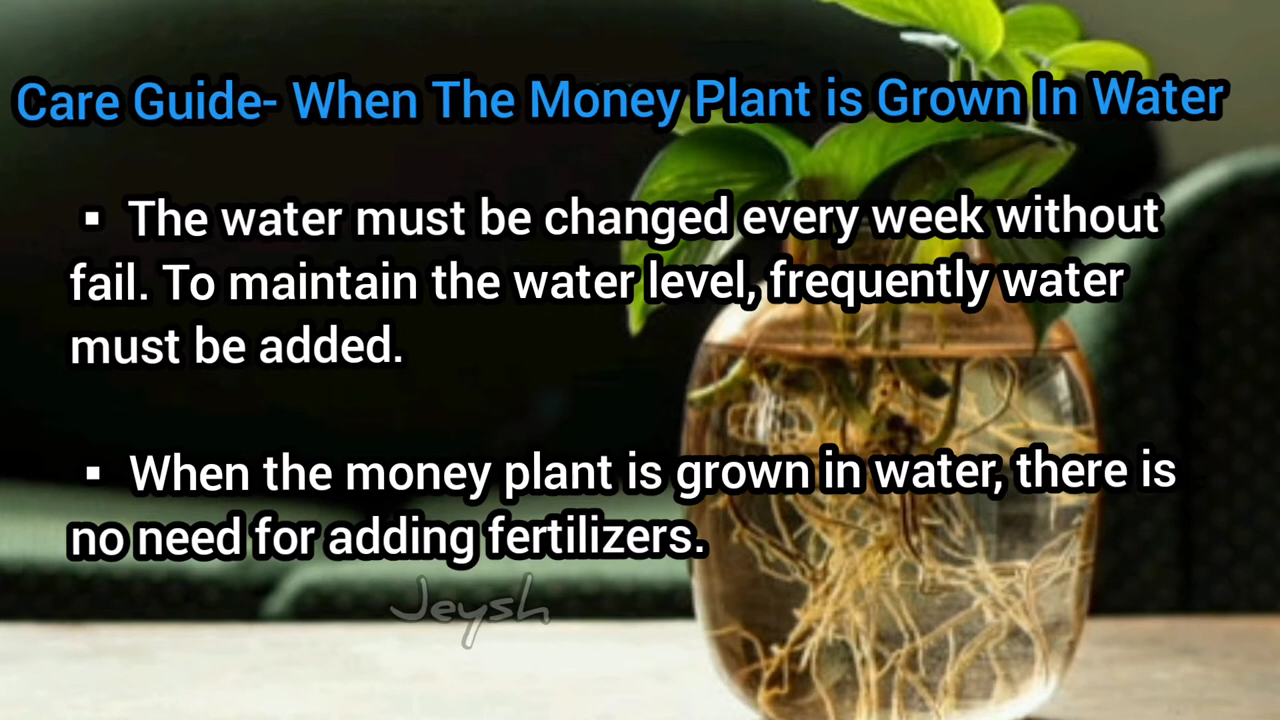 Care Guide- When The Money Plant is Grown In Water
▪ The water must be changed every week without
fail. To maintain the water level, frequently water
must be added.
▪ When the money plant is grown in water, there is
no need for adding fertilizers.
Jeysh